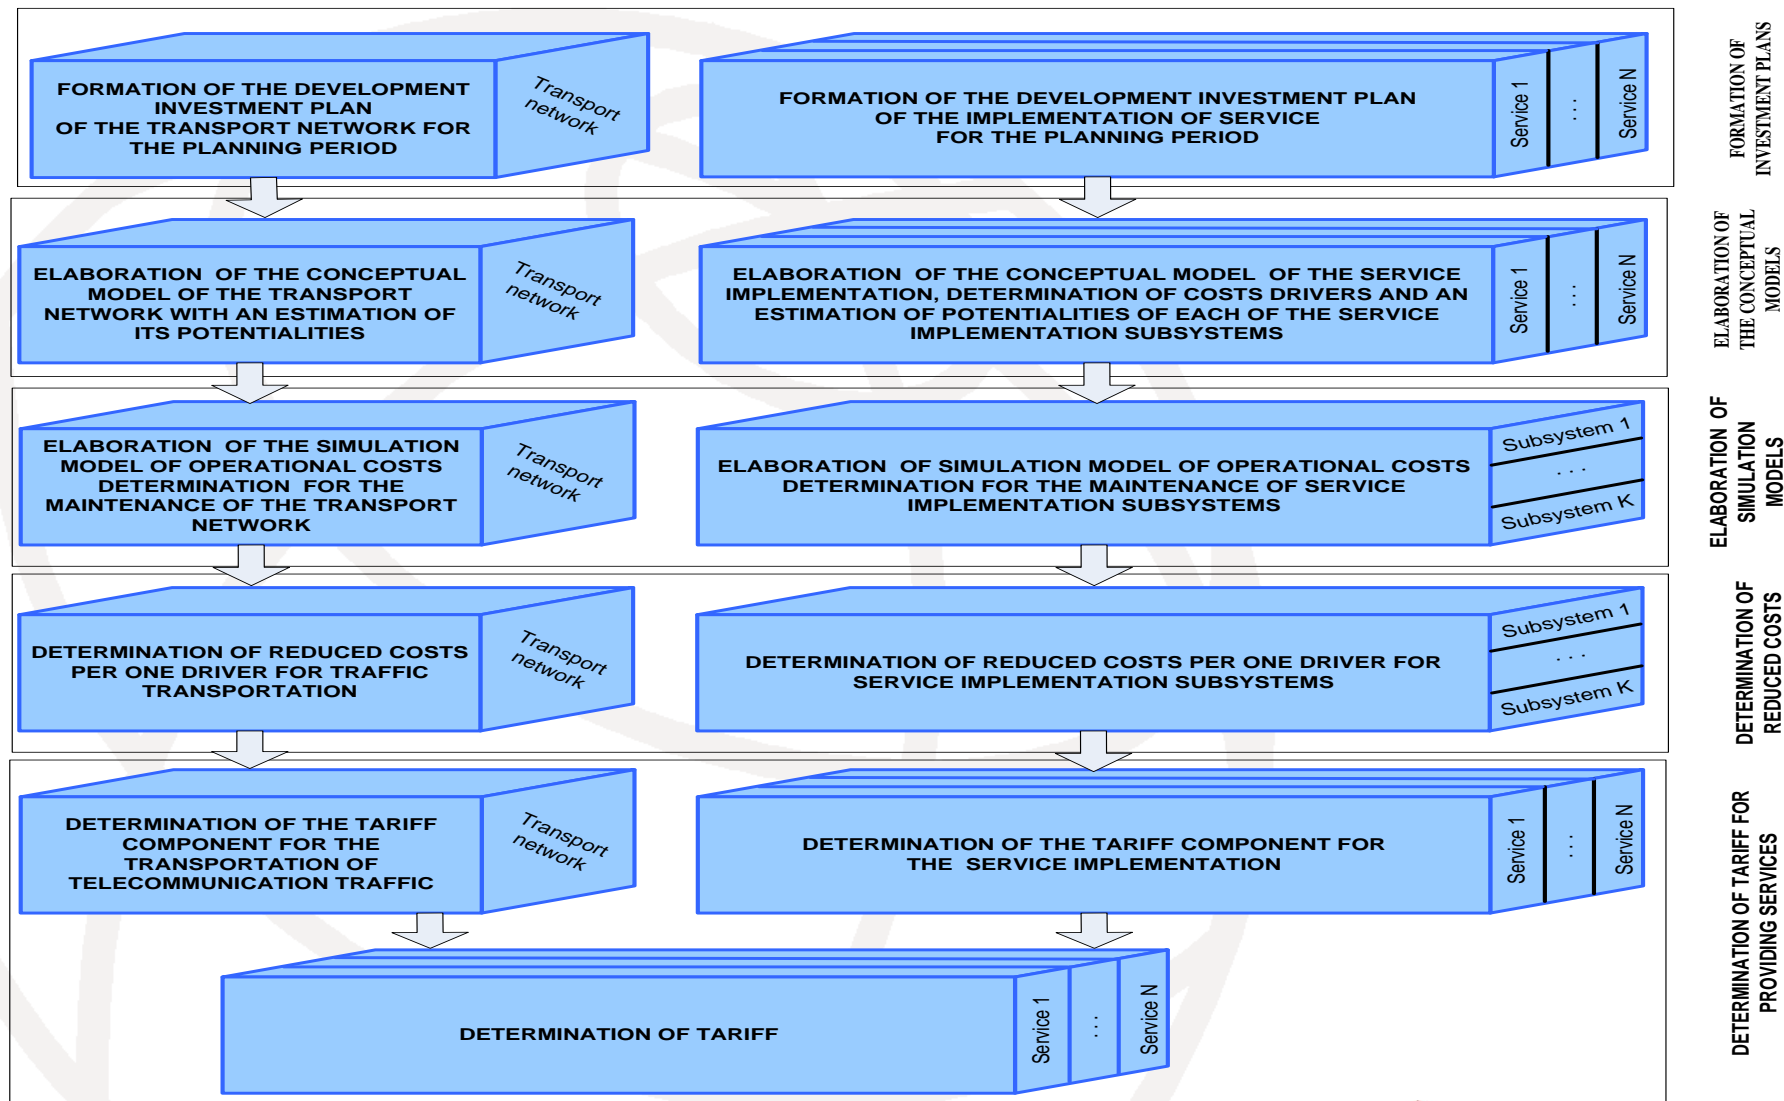 FORMATION OF THE DEVELOPMENT
INVESTMENT PLAN
OF THE TRANSPORT NETWORK FOR
THE PLANNING PERIOD
Transport
network
FORMATION OF THE DEVELOPMENT INVESTMENT PLAN
OF THE IMPLEMENTATION OF SERVICE
FOR THE PLANNING PERIOD
Service 1
...
Service N
FORMATION OF
INVESTMENT PLANS
ELABORATION OF THE CONCEPTUAL
MODEL OF THE TRANSPORT
NETWORK WITH AN ESTIMATION OF
ITS POTENTIALITIES
Transport
network
ELABORATION OF THE CONCEPTUAL MODEL OF THE SERVICE
IMPLEMENTATION, DETERMINATION OF COSTS DRIVERS AND AN
ESTIMATION OF POTENTIALITIES OF EACH OF THE SERVICE
IMPLEMENTATION SUBSYSTEMS
Service 1
...
Service N
ELABORATION OF
THE CONCEPTUAL
MODELS
ELABORATION OF THE SIMULATION
MODEL OF OPERATIONAL COSTS
DETERMINATION FOR THE
MAINTENANCE OF THE TRANSPORT
NETWORK
Transport
network
ELABORATION OF SIMULATION MODEL OF OPERATIONAL COSTS
DETERMINATION FOR THE MAINTENANCE OF SERVICE
IMPLEMENTATION SUBSYSTEMS
Subsystem 1
...
Subsystem K
ELABORATION OF
SIMULATION
MODELS
DETERMINATION OF REDUCED COSTS
PER ONE DRIVER FOR TRAFFIC
TRANSPORTATION
Transport
network
DETERMINATION OF REDUCED COSTS PER ONE DRIVER FOR
SERVICE IMPLEMENTATION SUBSYSTEMS
Subsystem 1
...
Subsystem K
DETERMINATION OF
REDUCED COSTS
DETERMINATION OF THE TARIFF
COMPONENT FOR THE
TRANSPORTATION OF
TELECOMMUNICATION TRAFFIC
Transport
network
DETERMINATION OF THE TARIFF COMPONENT FOR
THE SERVICE IMPLEMENTATION
Service 1
...
Service N
DETERMINATION OF TARIFF FOR
PROVIDING SERVICES
DETERMINATION OF TARIFF
Service 1
...
Service N